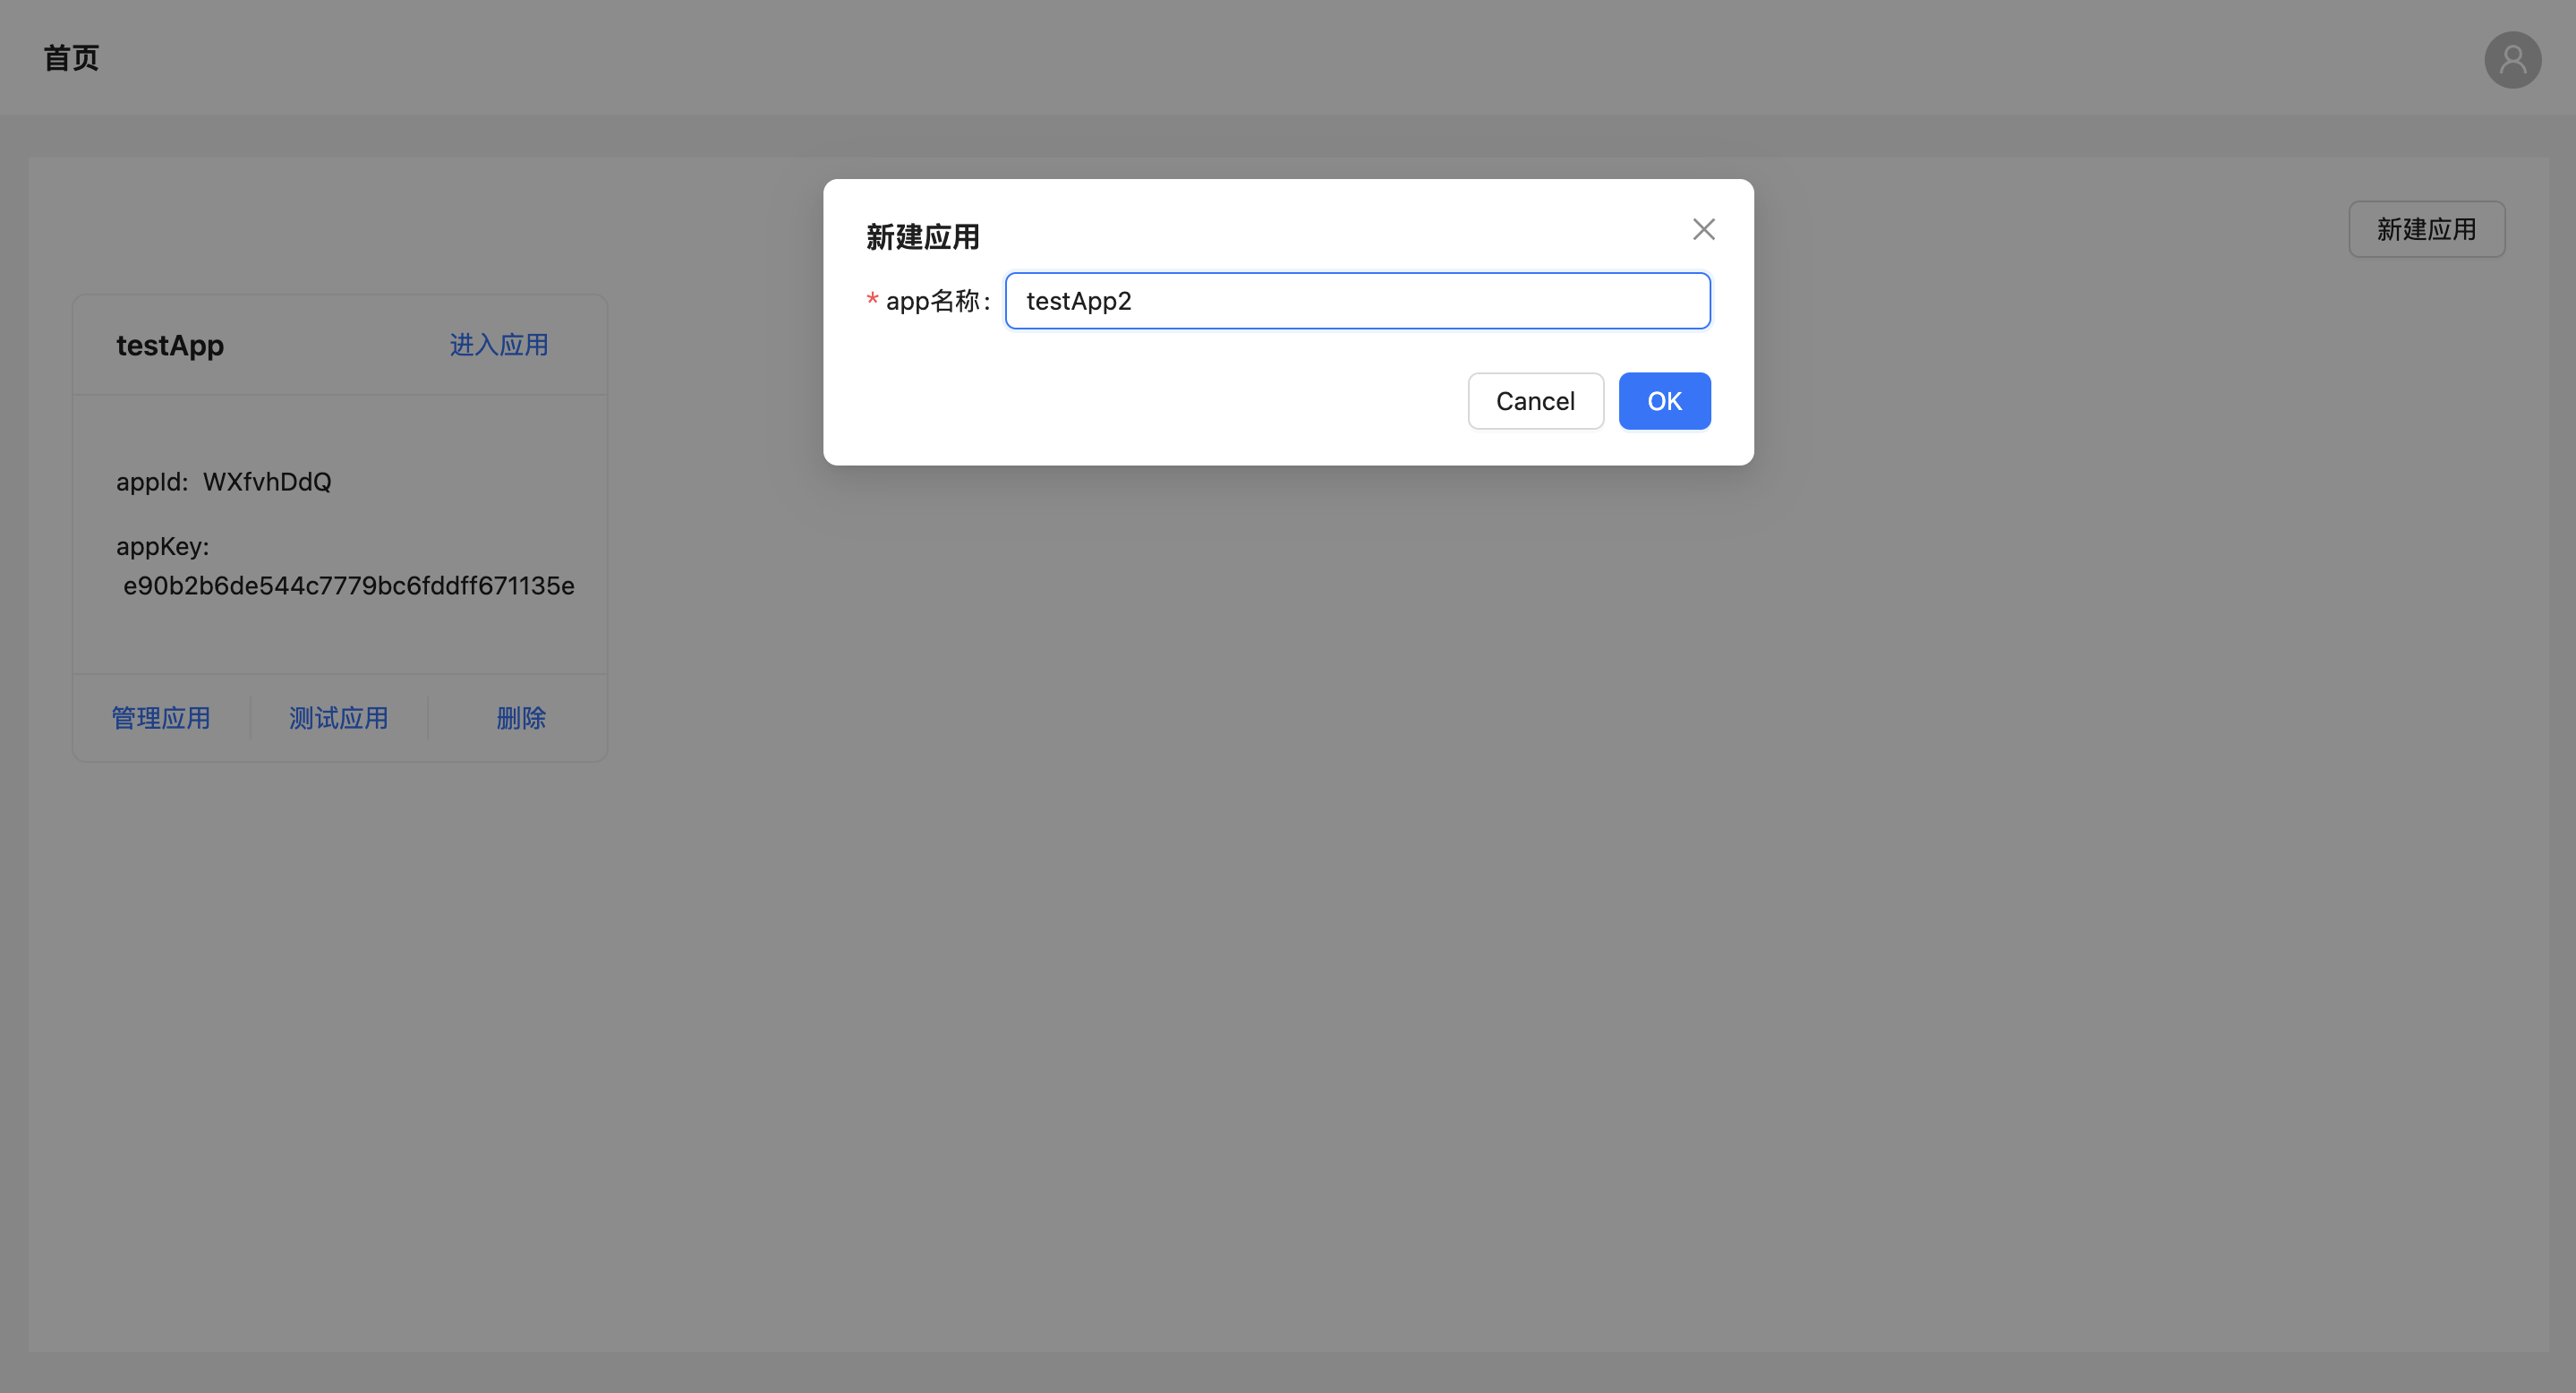 首页
新建应用
新建应用
* app名称:
testApp2
Cancel
OK
testApp
进入应用
appId: WXfvhDdQ
appKey:
e90b2b6de544c7779bc6fddff671135e
管理应用
测试应用
删除